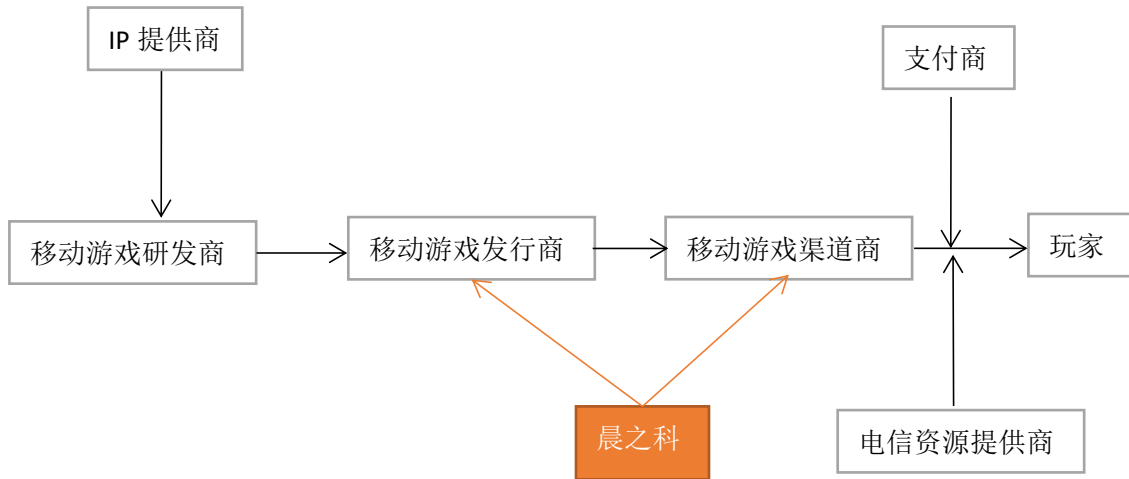 IP 提供商
支付商
移动游戏研发商
移动游戏发行商
移动游戏渠道商
玩家
晨之科
电信资源提供商